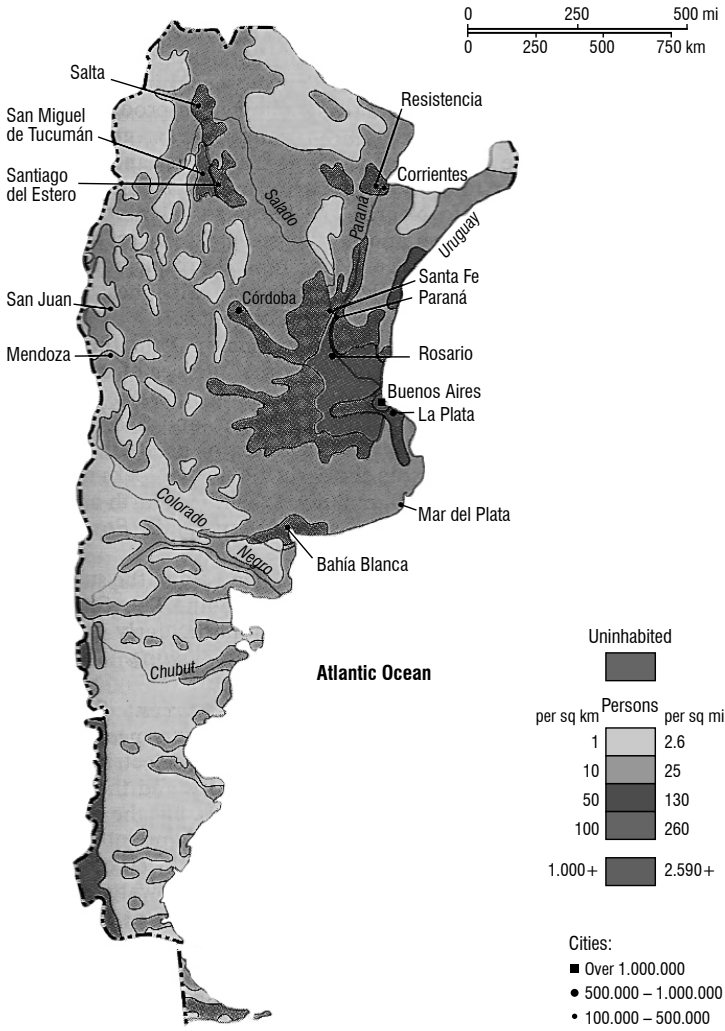 0 250 500 mi
0 250 500 750 km
Salta
San Miguel
de Tucumán
Santiago
del Estero
Resistencia
Corrientes
Salado
Paraná
Uruguay
San Juan
Córdoba
Santa Fe
Paraná
Mendoza
Rosario
Buenos Aires
La Plata
Colorado
Mar del Plata
Negro
Bahía Blanca
Chubut
Atlantic Ocean
Uninhabited
Persons
per sq km per sq mi
1 2.6
10 25
50 130
100 260
1.000+ 2.590+
Cities:
Over 1.000.000
500.000 – 1.000.000
100.000 – 500.000